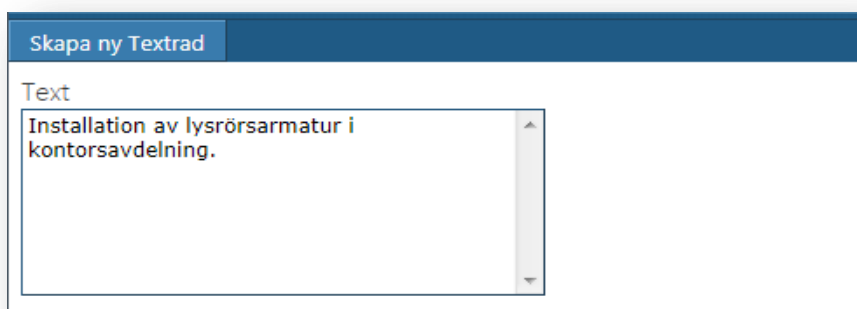 Skapa ny Textrad
Text
Installation av lysrörsarmatur i
kontorsavdelning.